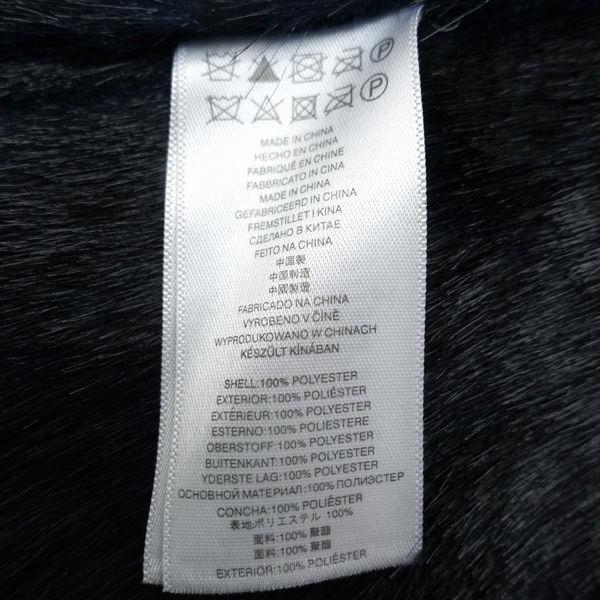 P
P
MADE IN CHINA
HECHO EN CHINA
FABRIQUÉ EN CHINE
FABBRICATO IN CINA
MADE IN CHINA
GEFABRICEERD IN CHINA
FREMSTILLET I KINA
СДЕЛАНО В КИТАЕ
FEITO NA CHINA
中国製
中国制造
中國製造
FABRICADO NA CHINA
VYROBENO V ČÍNĚ
WYPRODUKOWANO W CHINACH
KÉSZÜLT KÍNÁBAN
SHELL:100% POLYESTER
EXTERIOR:100% POLIÉSTER
EXTÉRIEUR:100% POLYESTER
ESTERNO:100% POLIESTERE
OBERSTOFF:100% POLYESTER
BUITENKANT:100% POLYESTER
YDERSTE LAG:100% POLYESTER
ОСНОВНОЙ МАТЕРИАЛ:100% ПОЛИЭСТЕР
CONCHA:100% POLIÉSTER
表地:ポリエステル 100%
面料:100% 聚酯
面料:100% 聚酯
EXTERIOR:100% POLIÉSTER